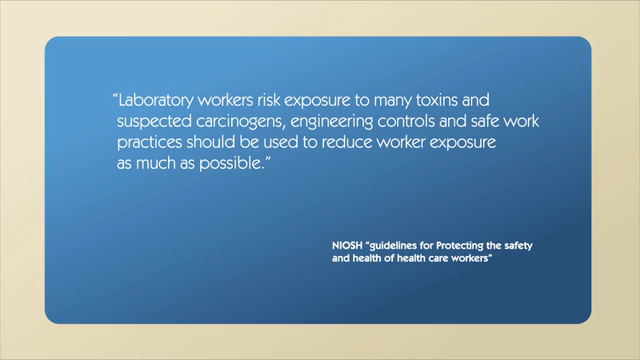 “Laboratory workers risk exposure to many toxins and
suspected carcinogens, engineering controls and safe work
practices should be used to reduce worker exposure
as much as possible.”
NIOSH “guidelines for Protecting the safety
and health of health care workers”